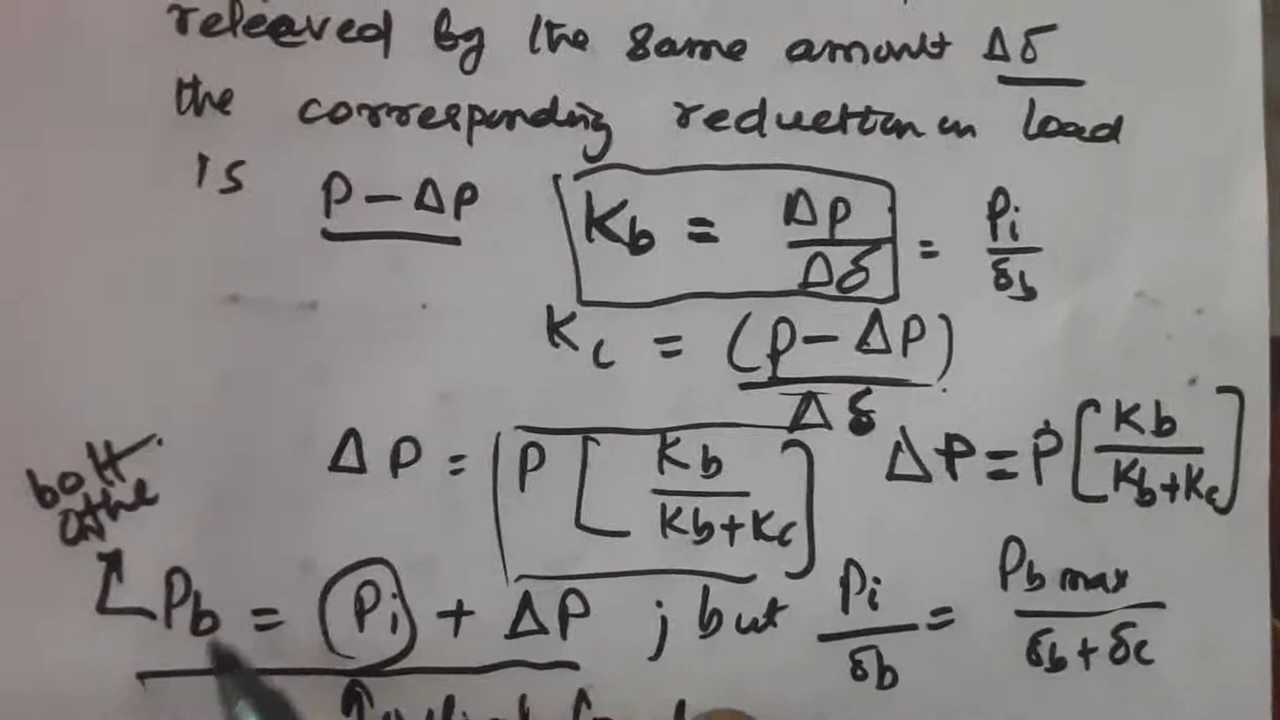 releaved by the same amount Δδ
the corresponding reduction in load
is P − ΔP Kb = ΔP/Δδ = Pi/δb
Kc = (P − ΔP)/Δδ
ΔP = P [Kb/(Kb+Kc)] ΔP = P [Kb/(Kb+Kc)]
bolt
Pb = Pi + ΔP ; but Pi/δb = Pb max/(δb + δc)